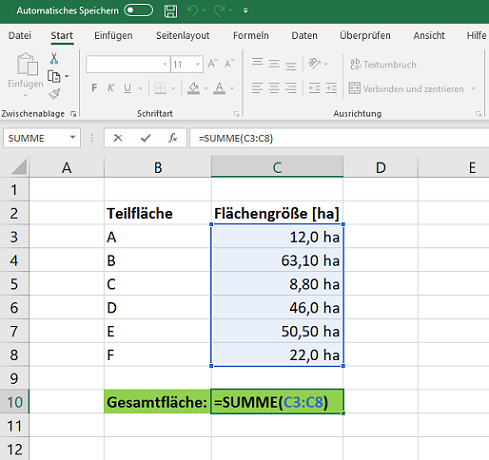 Automatisches Speichern
Datei Start Einfügen Seitenlayout Formeln Daten Überprüfen Ansicht Hilfe
11 A A ab Textumbruch
Einfügen F K U A Verbinden und zentrieren
Zwischenablage Schriftart Ausrichtung
SUMME fx =SUMME(C3:C8)
A B C D E
1
2 Teilfläche Flächengröße [ha]
3 A 12,0 ha
4 B 63,10 ha
5 C 8,80 ha
6 D 46,0 ha
7 E 50,50 ha
8 F 22,0 ha
9
10 Gesamtfläche: =SUMME(C3:C8)
11
12